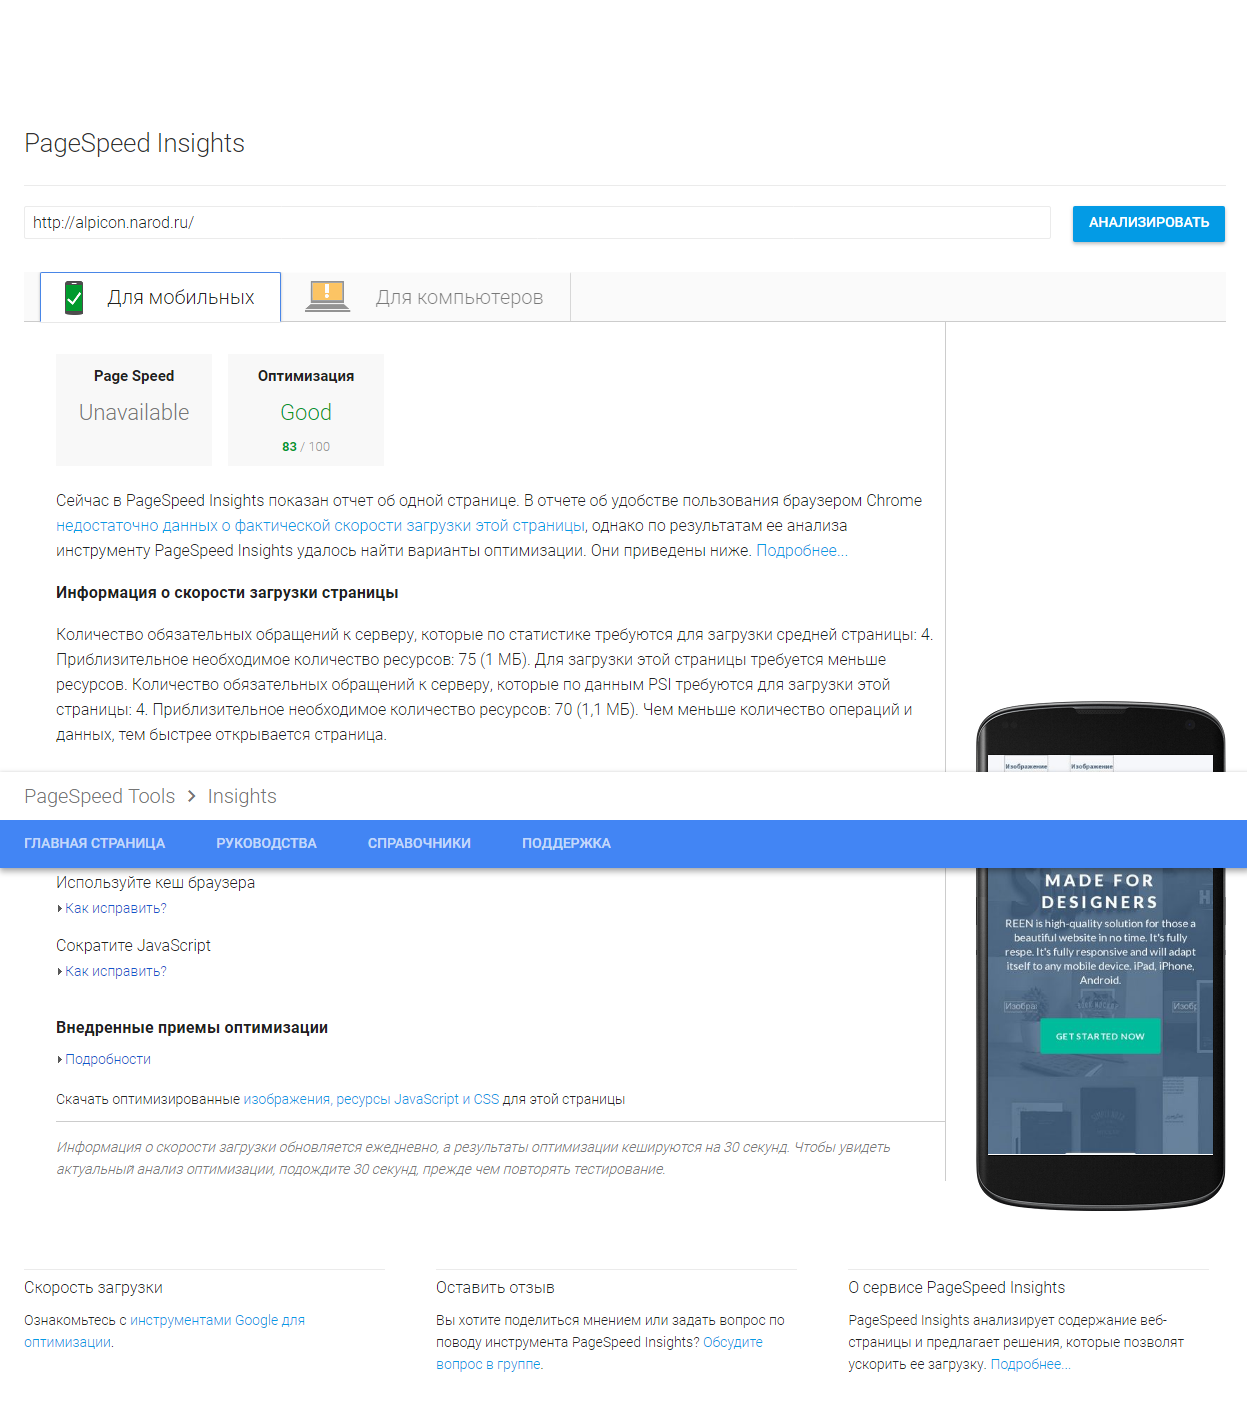 PageSpeed Insights
http://alpicon.narod.ru/
АНАЛИЗИРОВАТЬ
Для мобильных
Для компьютеров
Page Speed
Unavailable
Оптимизация
Good
83 / 100
Сейчас в PageSpeed Insights показан отчет об одной странице. В отчете об удобстве пользования браузером Chrome
недостаточно данных о фактической скорости загрузки этой страницы, однако по результатам ее анализа
инструменту PageSpeed Insights удалось найти варианты оптимизации. Они приведены ниже. Подробнее...
Информация о скорости загрузки страницы
Количество обязательных обращений к серверу, которые по статистике требуются для загрузки средней страницы: 4.
Приблизительное необходимое количество ресурсов: 75 (1 МБ). Для загрузки этой страницы требуется меньше
ресурсов. Количество обязательных обращений к серверу, которые по данным PSI требуются для загрузки этой
страницы: 4. Приблизительное необходимое количество ресурсов: 70 (1,1 МБ). Чем меньше количество операций и
данных, тем быстрее открывается страница.
Изображение
Изображение
PageSpeed Tools > Insights
ГЛАВНАЯ СТРАНИЦА
РУКОВОДСТВА
СПРАВОЧНИКИ
ПОДДЕРЖКА
Используйте кеш браузера
Как исправить?
Сократите JavaScript
Как исправить?
Внедренные приемы оптимизации
Подробности
Скачать оптимизированные изображения, ресурсы JavaScript и CSS для этой страницы
Информация о скорости загрузки обновляется ежедневно, а результаты оптимизации кешируются на 30 секунд. Чтобы увидеть
актуальный анализ оптимизации, подождите 30 секунд, прежде чем повторять тестирование.
MADE FOR
DESIGNERS
REEN is high-quality solution for those a
beautiful website in no time. It's fully
respe. It's fully responsive and will adapt
itself to any mobile device. iPad, iPhone,
Android.
GET STARTED NOW
Скорость загрузки
Ознакомьтесь с инструментами Google для
оптимизации.
Оставить отзыв
Вы хотите поделиться мнением или задать вопрос по
поводу инструмента PageSpeed Insights? Обсудите
вопрос в группе.
О сервисе PageSpeed Insights
PageSpeed Insights анализирует содержание веб-
страницы и предлагает решения, которые позволят
ускорить ее загрузку. Подробнее...